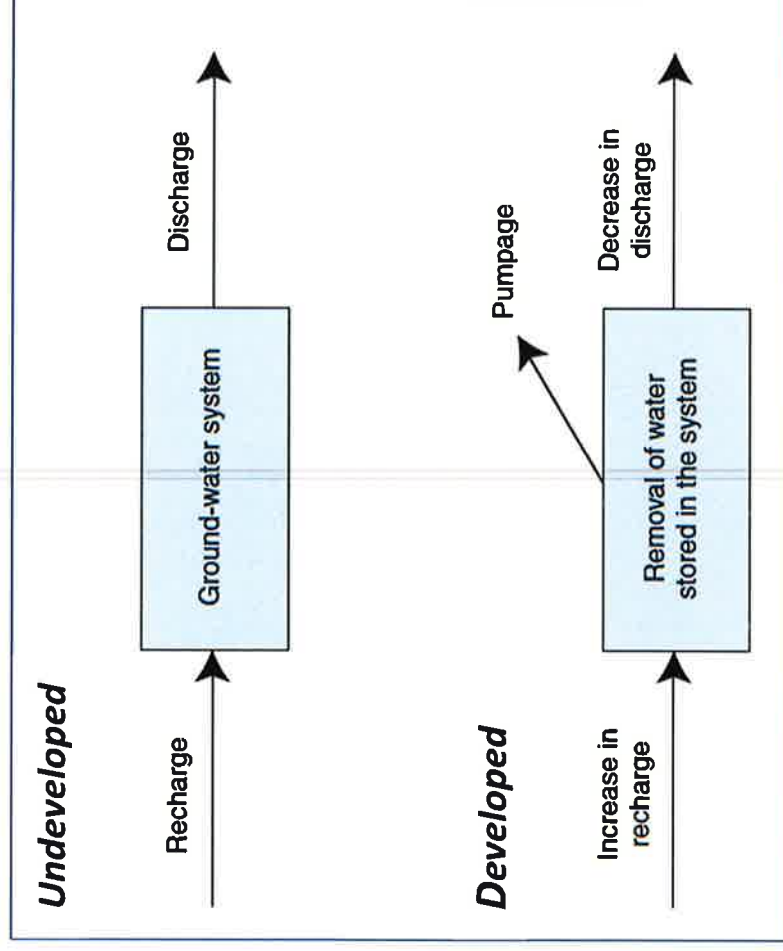 Undeveloped
Recharge
Ground-water system
Discharge
Developed
Pumpage
Increase in
recharge
Removal of water
stored in the system
Decrease in
discharge